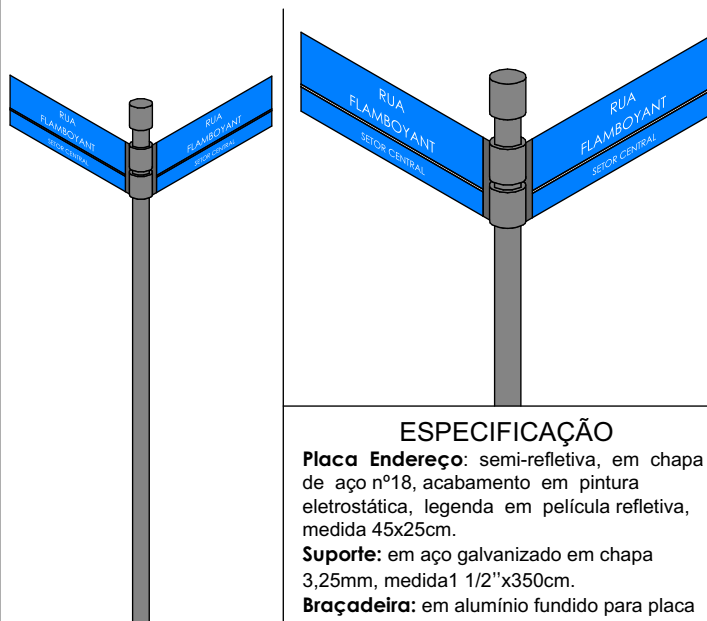 RUA
FLAMBOYANT
SETOR CENTRAL
RUA
FLAMBOYANT
SETOR CENTRAL
RUA
FLAMBOYANT
SETOR CENTRAL
RUA
FLAMBOYANT
SETOR CENTRAL
ESPECIFICAÇÃO
Placa Endereço: semi-refletiva, em chapa
de aço nº18, acabamento em pintura
eletrostática, legenda em película refletiva,
medida 45x25cm.
Suporte: em aço galvanizado em chapa
3,25mm, medida1 1/2''x350cm.
Braçadeira: em alumínio fundido para placa